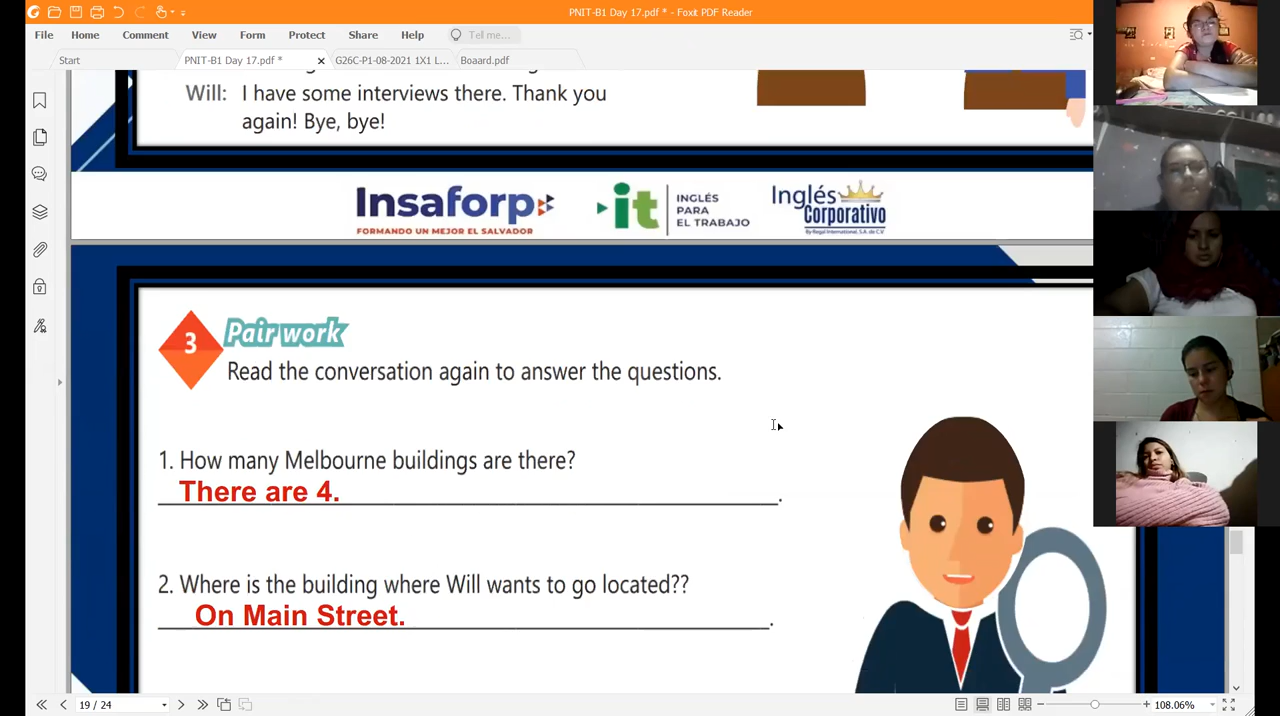 PNIT-B1 Day 17.pdf * - Foxit PDF Reader
File Home Comment View Form Protect Share Help Tell me...
Start PNIT-B1 Day 17.pdf * G26C-P1-08-2021 1X1 L... Boaard.pdf
Will: I have some interviews there. Thank you
again! Bye, bye!
Insaforp
FORMANDO UN MEJOR EL SALVADOR
it
INGLÉS
PARA
EL TRABAJO
Inglés
Corporativo
By Regal International, S.A. de C.V
3 Pair work
Read the conversation again to answer the questions.
1. How many Melbourne buildings are there?
There are 4.
2. Where is the building where Will wants to go located??
On Main Street.
19 / 24
108.06%